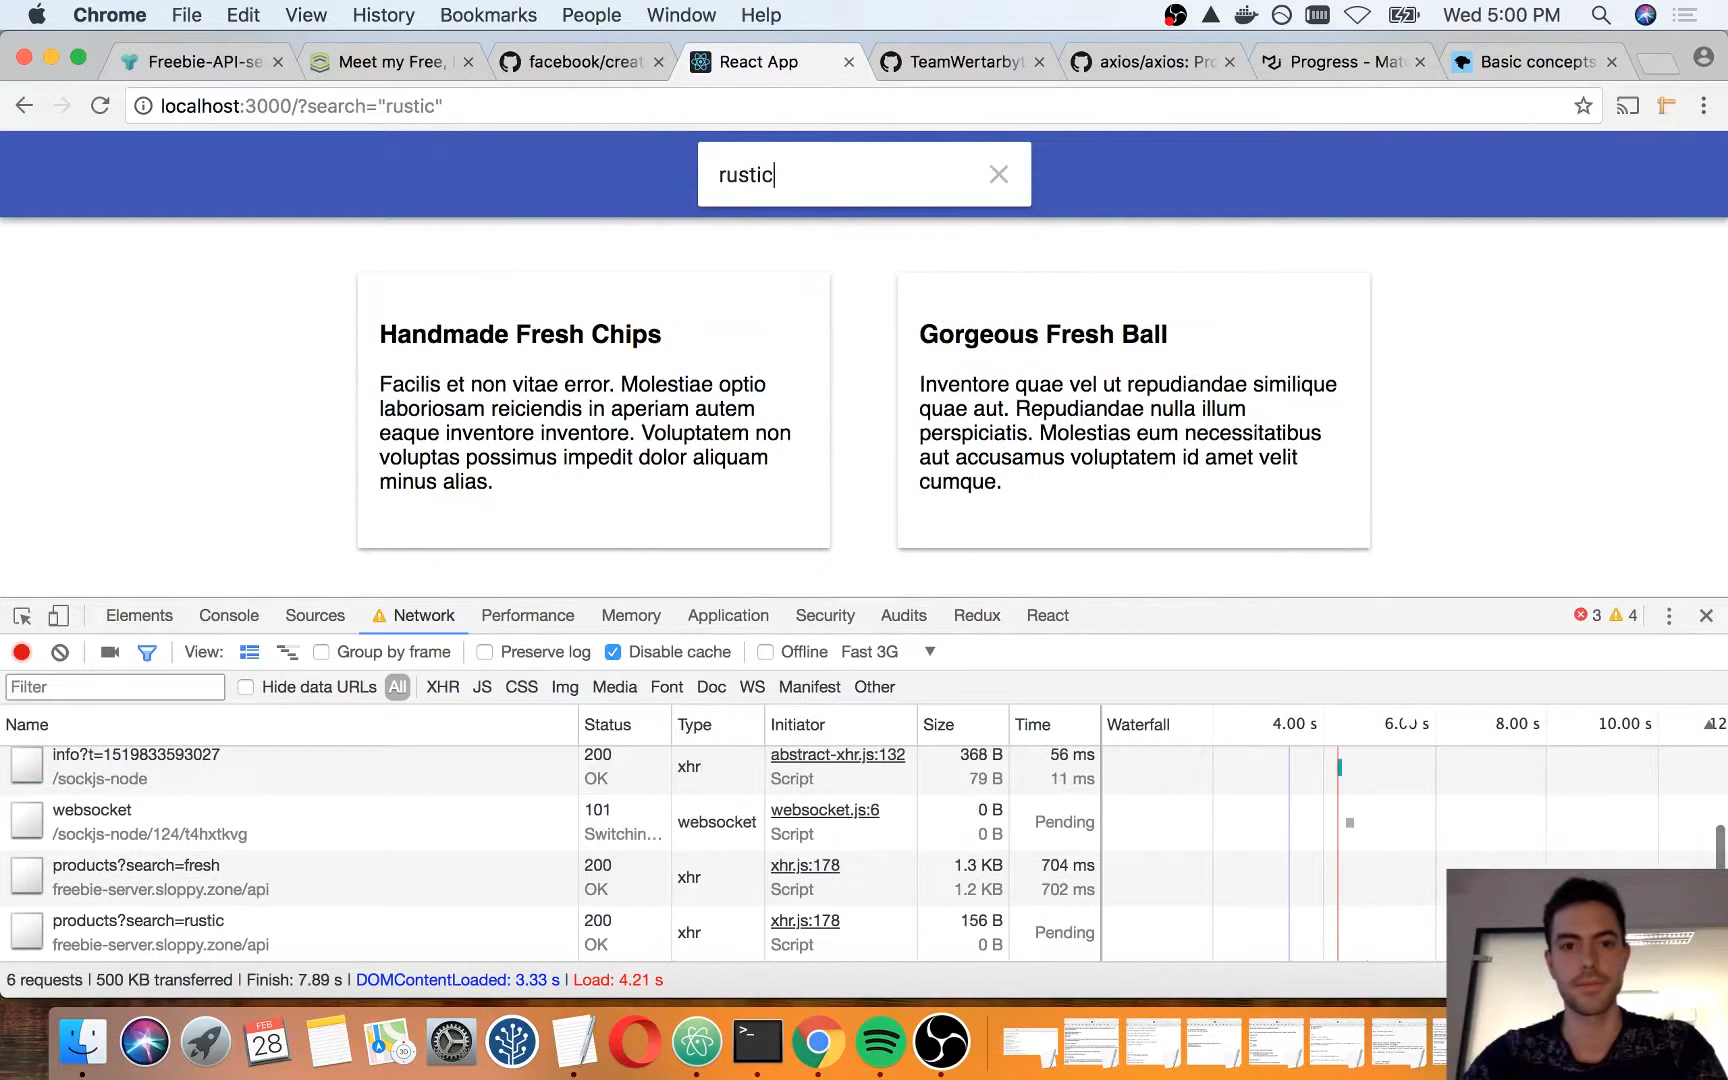 Chrome File Edit View History Bookmarks People Window Help Wed 5:00 PM
Freebie-API-se Meet my Free, facebook/creat React App TeamWertarbyt axios/axios: Pro Progress - Mat Basic concepts
localhost:3000/?search="rustic"
rustic
Handmade Fresh Chips
Facilis et non vitae error. Molestiae optio
laboriosam reiciendis in aperiam autem
eaque inventore inventore. Voluptatem non
voluptas possimus impedit dolor aliquam
minus alias.
Gorgeous Fresh Ball
Inventore quae vel ut repudiandae similique
quae aut. Repudiandae nulla illum
perspiciatis. Molestias eum necessitatibus
aut accusamus voluptatem id amet velit
cumque.
Elements Console Sources Network Performance Memory Application Security Audits Redux React 3 4
View: Group by frame Preserve log Disable cache Offline Fast 3G
Filter Hide data URLs All XHR JS CSS Img Media Font Doc WS Manifest Other
Name Status Type Initiator Size Time Waterfall 4.00 s 6.00 s 8.00 s 10.00 s 12
info?t=1519833593027 200 xhr abstract-xhr.js:132 368 B 56 ms
/sockjs-node OK Script 79 B 11 ms
websocket 101 websocket websocket.js:6 0 B Pending
/sockjs-node/124/t4hxtkvg Switchin... Script 0 B
products?search=fresh 200 xhr xhr.js:178 1.3 KB 704 ms
freebie-server.sloppy.zone/api OK Script 1.2 KB 702 ms
products?search=rustic 200 xhr xhr.js:178 156 B Pending
freebie-server.sloppy.zone/api OK Script 0 B
6 requests | 500 KB transferred | Finish: 7.89 s | DOMContentLoaded: 3.33 s | Load: 4.21 s
FEB
28
3D
>_